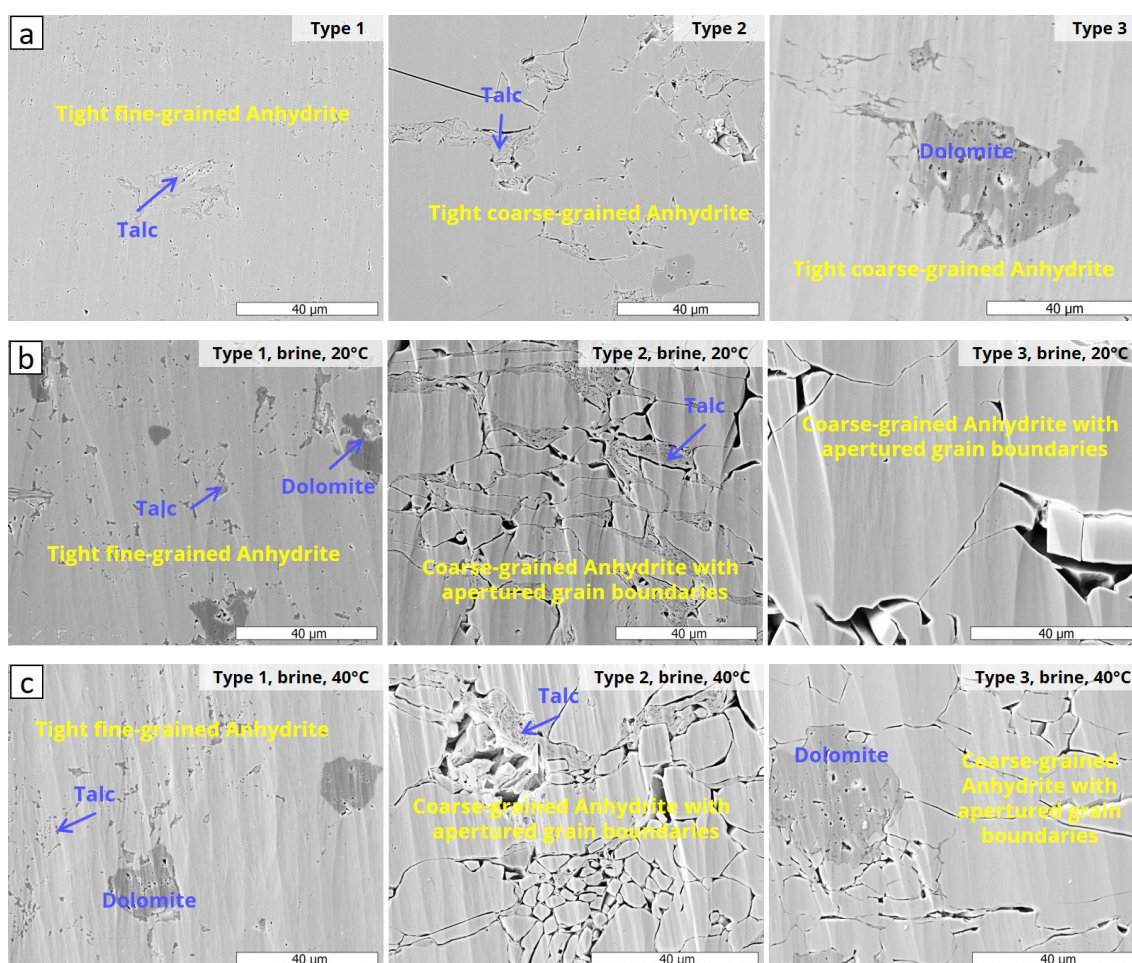 a
Type 1
Tight fine-grained Anhydrite
Talc
40 µm
Type 2
Talc
Tight coarse-grained Anhydrite
40 µm
Type 3
Dolomite
Tight coarse-grained Anhydrite
40 µm
b
Type 1, brine, 20°C
Dolomite
Talc
Tight fine-grained Anhydrite
40 µm
Type 2, brine, 20°C
Talc
Coarse-grained Anhydrite with
apertured grain boundaries
40 µm
Type 3, brine, 20°C
Coarse-grained Anhydrite with
apertured grain boundaries
40 µm
c
Type 1, brine, 40°C
Tight fine-grained Anhydrite
Talc
Dolomite
40 µm
Type 2, brine, 40°C
Talc
Coarse-grained Anhydrite with
apertured grain boundaries
40 µm
Type 3, brine, 40°C
Dolomite
Coarse-grained
Anhydrite with
apertured grain
boundaries
40 µm